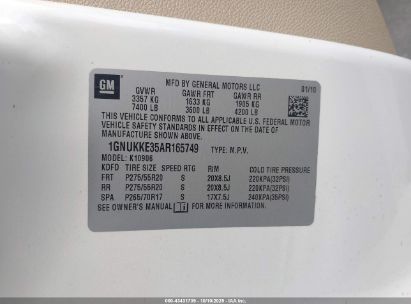 GM
MFD BY GENERAL MOTORS LLC
01/10
GVWR GAWR FRT GAWR RR
3357 KG 1633 KG 1905 KG
7400 LB 3600 LB 4200 LB
THIS VEHICLE CONFORMS TO ALL APPLICABLE U.S. FEDERAL
MOTOR VEHICLE SAFETY STANDARDS IN EFFECT ON THE DATE OF
MANUFACTURE SHOWN ABOVE.
1GNUKKE35AR165749 TYPE: M.P.V.
MODEL: K10906
KDFD TIRE SIZE SPEED RTG RIM COLD TIRE PRESSURE
FRT P275/55R20 S 20X8.5J 220KPA(32PSI)
RR P275/55R20 S 20X8.5J 220KPA(32PSI)
SPA P265/70R17 S 17X7.5J 240KPA(35PSI)
SEE OWNER'S MANUAL FOR MORE INFORMATION.